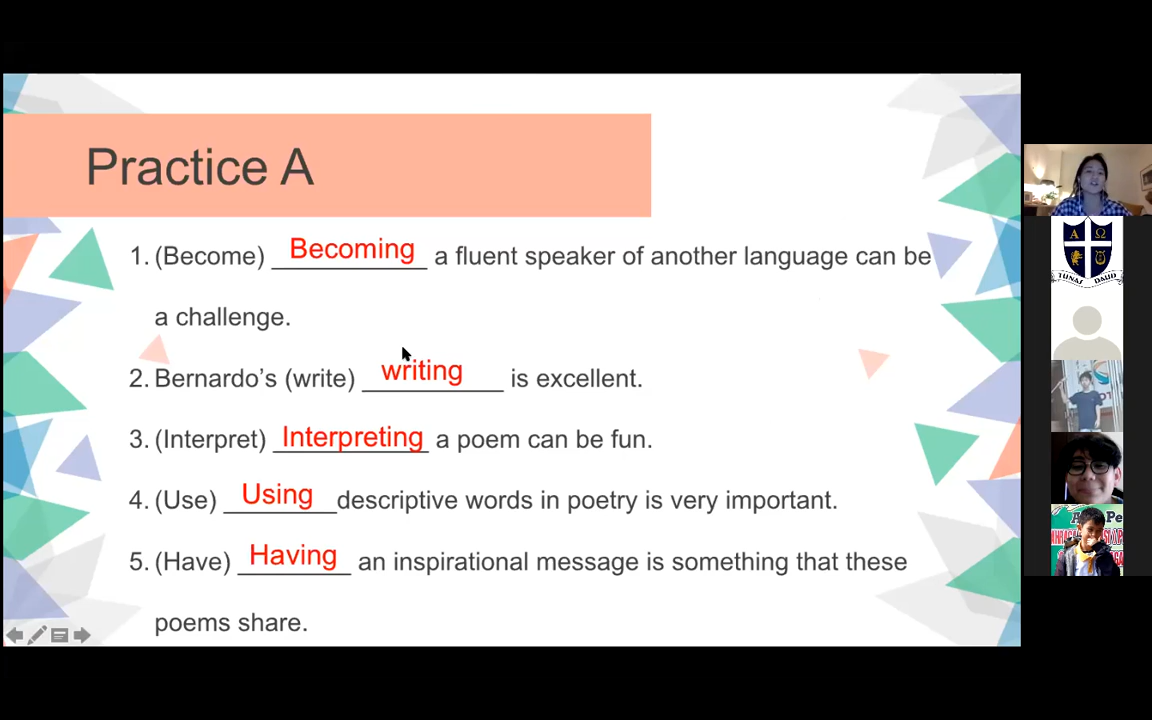 Practice A
1. (Become) Becoming a fluent speaker of another language can be
a challenge.
2. Bernardo’s (write) writing is excellent.
3. (Interpret) Interpreting a poem can be fun.
4. (Use) Using descriptive words in poetry is very important.
5. (Have) Having an inspirational message is something that these
poems share.
Α Ω
TUNAS DAUD